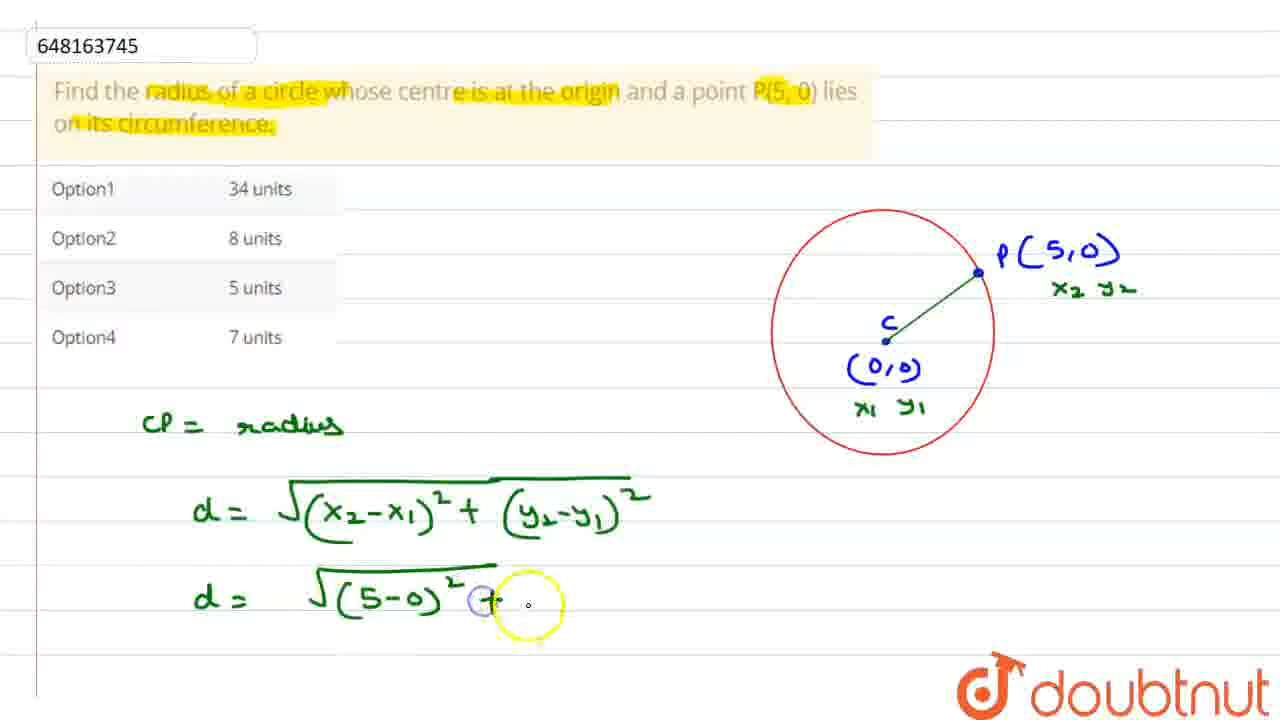 648163745
Find the radius of a circle whose centre is at the origin and a point P(5, 0) lies
on its circumference.
Option1 34 units
Option2 8 units
Option3 5 units
Option4 7 units
P(5,0)
x₂ y₂
C
(0,0)
x₁ y₁
CP = radius
d = √(x₂-x₁)² + (y₂-y₁)²
d = √(5-0)² +
doubtnut